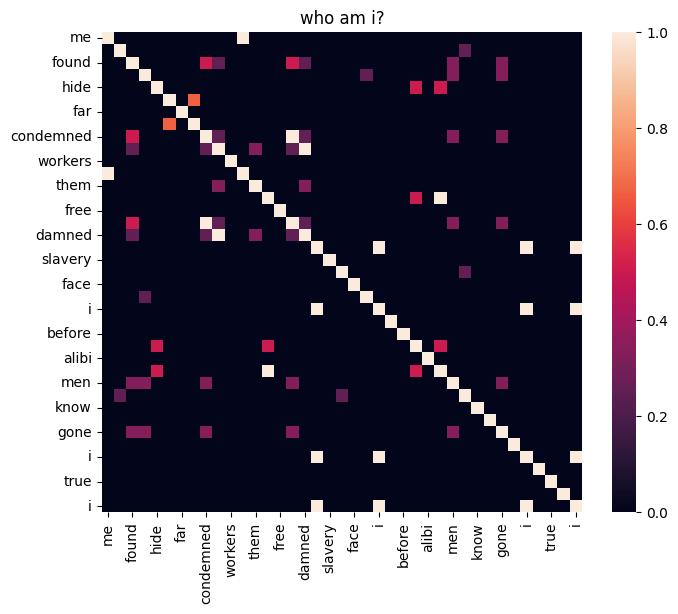 who am i?
me
found
hide
far
condemned
workers
them
free
damned
slavery
face
i
before
alibi
men
know
gone
i
true
i
1.0
0.8
0.6
0.4
0.2
0.0
me
found
hide
far
condemned
workers
them
free
damned
slavery
face
i
before
alibi
men
know
gone
i
true
i